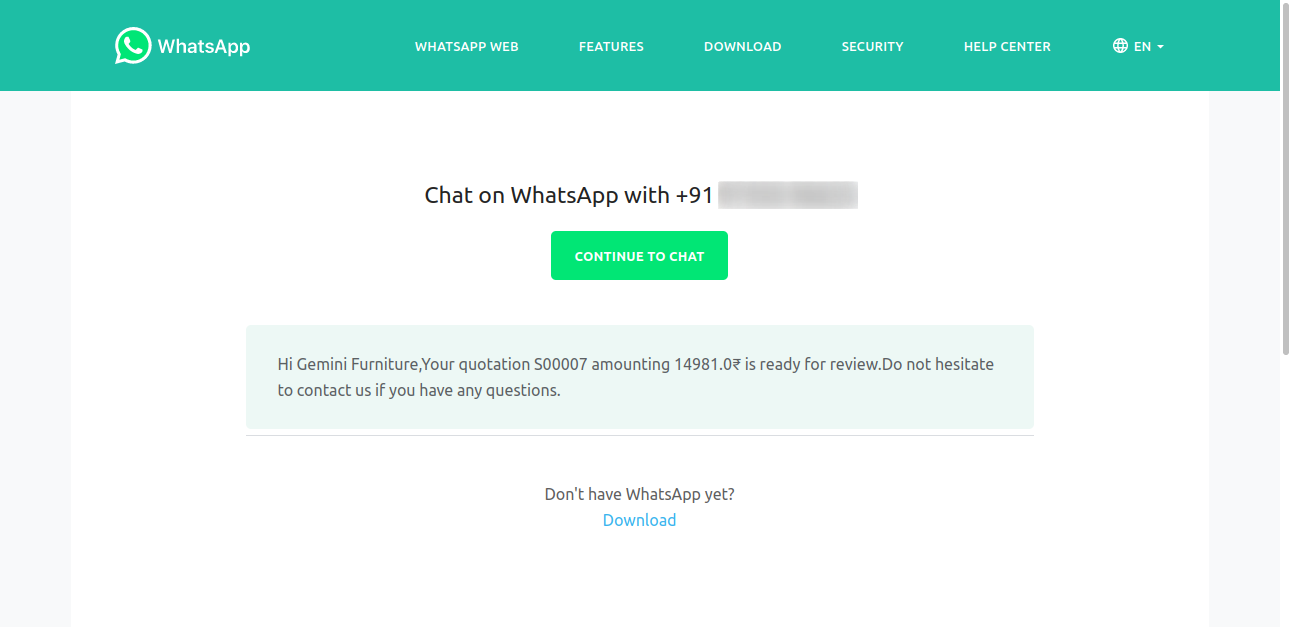 WhatsApp
WHATSAPP WEB FEATURES DOWNLOAD SECURITY HELP CENTER EN
Chat on WhatsApp with +91
CONTINUE TO CHAT
Hi Gemini Furniture,Your quotation S00007 amounting 14981.0₹ is ready for review.Do not hesitate
to contact us if you have any questions.
Don't have WhatsApp yet?
Download